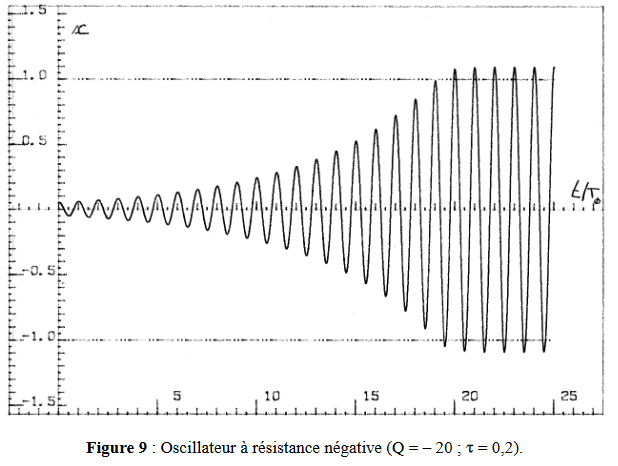 1.5
x
1.0
0.5
t/T₀
-0.5
-1.0
-1.5
5 10 15 20 25
Figure 9 : Oscillateur à résistance négative (Q = – 20 ; τ = 0,2).